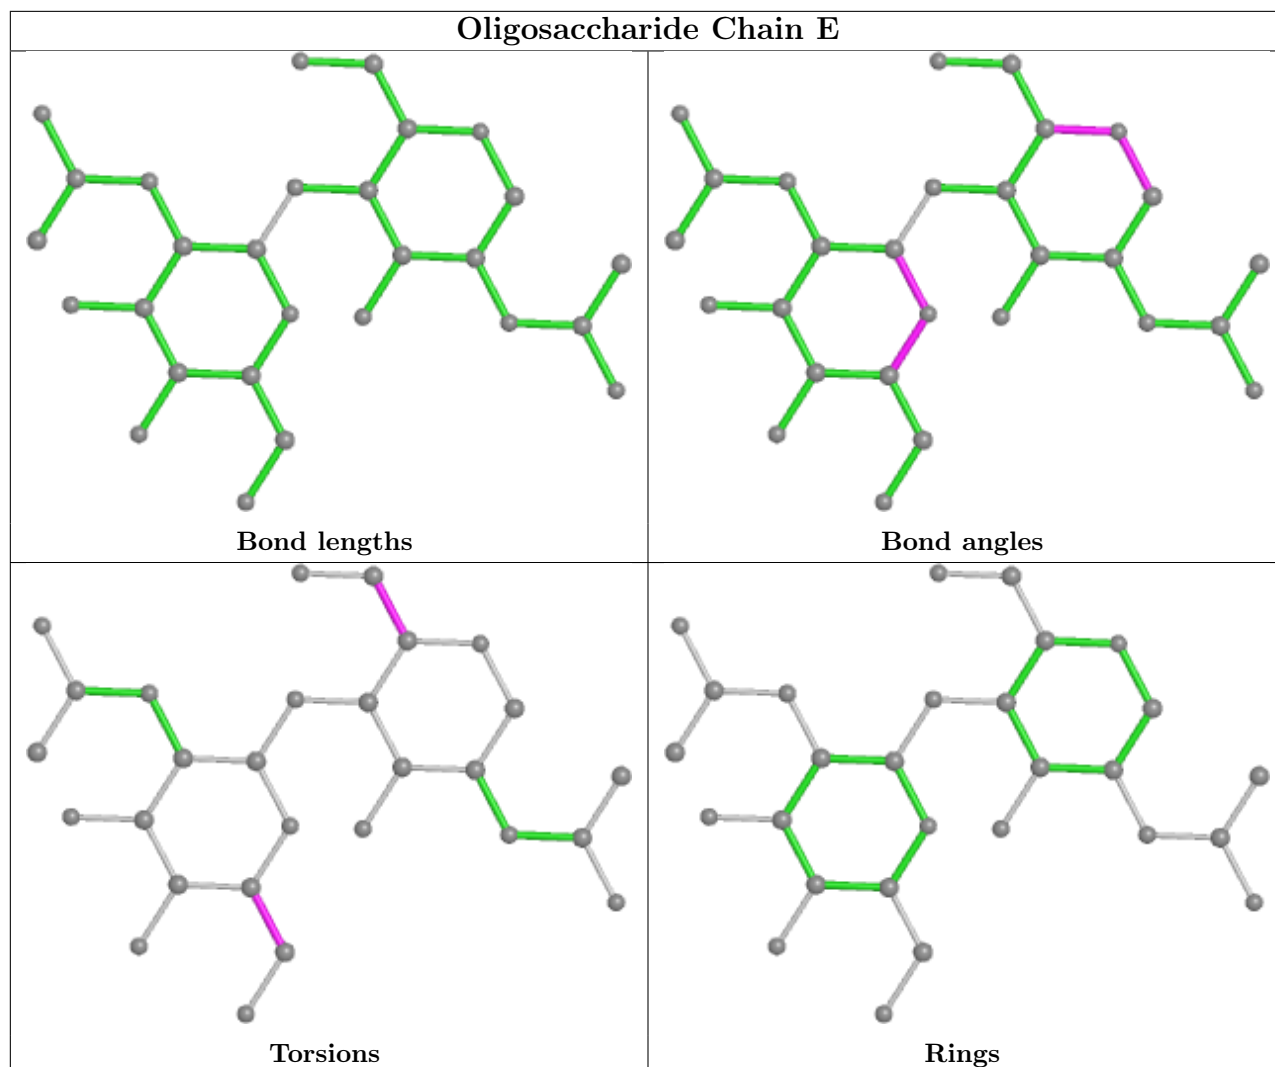 Oligosaccharide Chain E
Bond lengths
Bond angles
Torsions
Rings